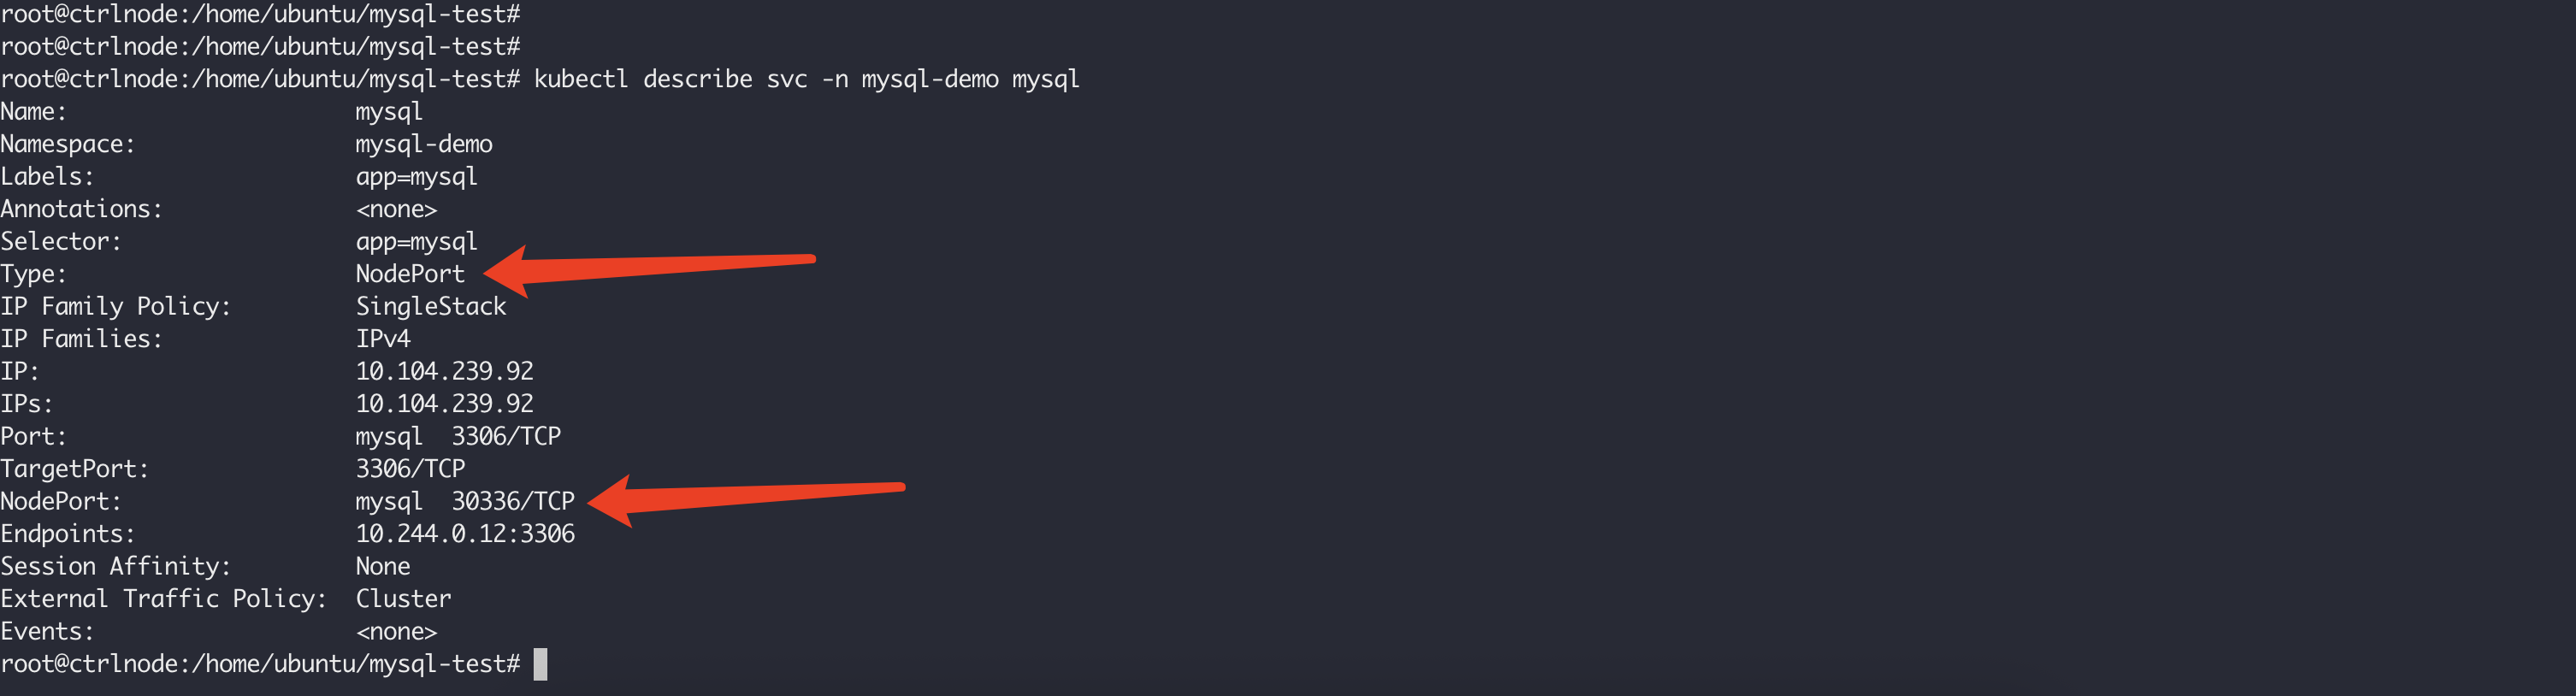 root@ctrlnode:/home/ubuntu/mysql-test#
root@ctrlnode:/home/ubuntu/mysql-test#
root@ctrlnode:/home/ubuntu/mysql-test# kubectl describe svc -n mysql-demo mysql
Name:                     mysql
Namespace:                mysql-demo
Labels:                   app=mysql
Annotations:              <none>
Selector:                 app=mysql
Type:                     NodePort
IP Family Policy:         SingleStack
IP Families:              IPv4
IP:                       10.104.239.92
IPs:                      10.104.239.92
Port:                     mysql  3306/TCP
TargetPort:               3306/TCP
NodePort:                 mysql  30336/TCP
Endpoints:                10.244.0.12:3306
Session Affinity:         None
External Traffic Policy:  Cluster
Events:                   <none>
root@ctrlnode:/home/ubuntu/mysql-test#